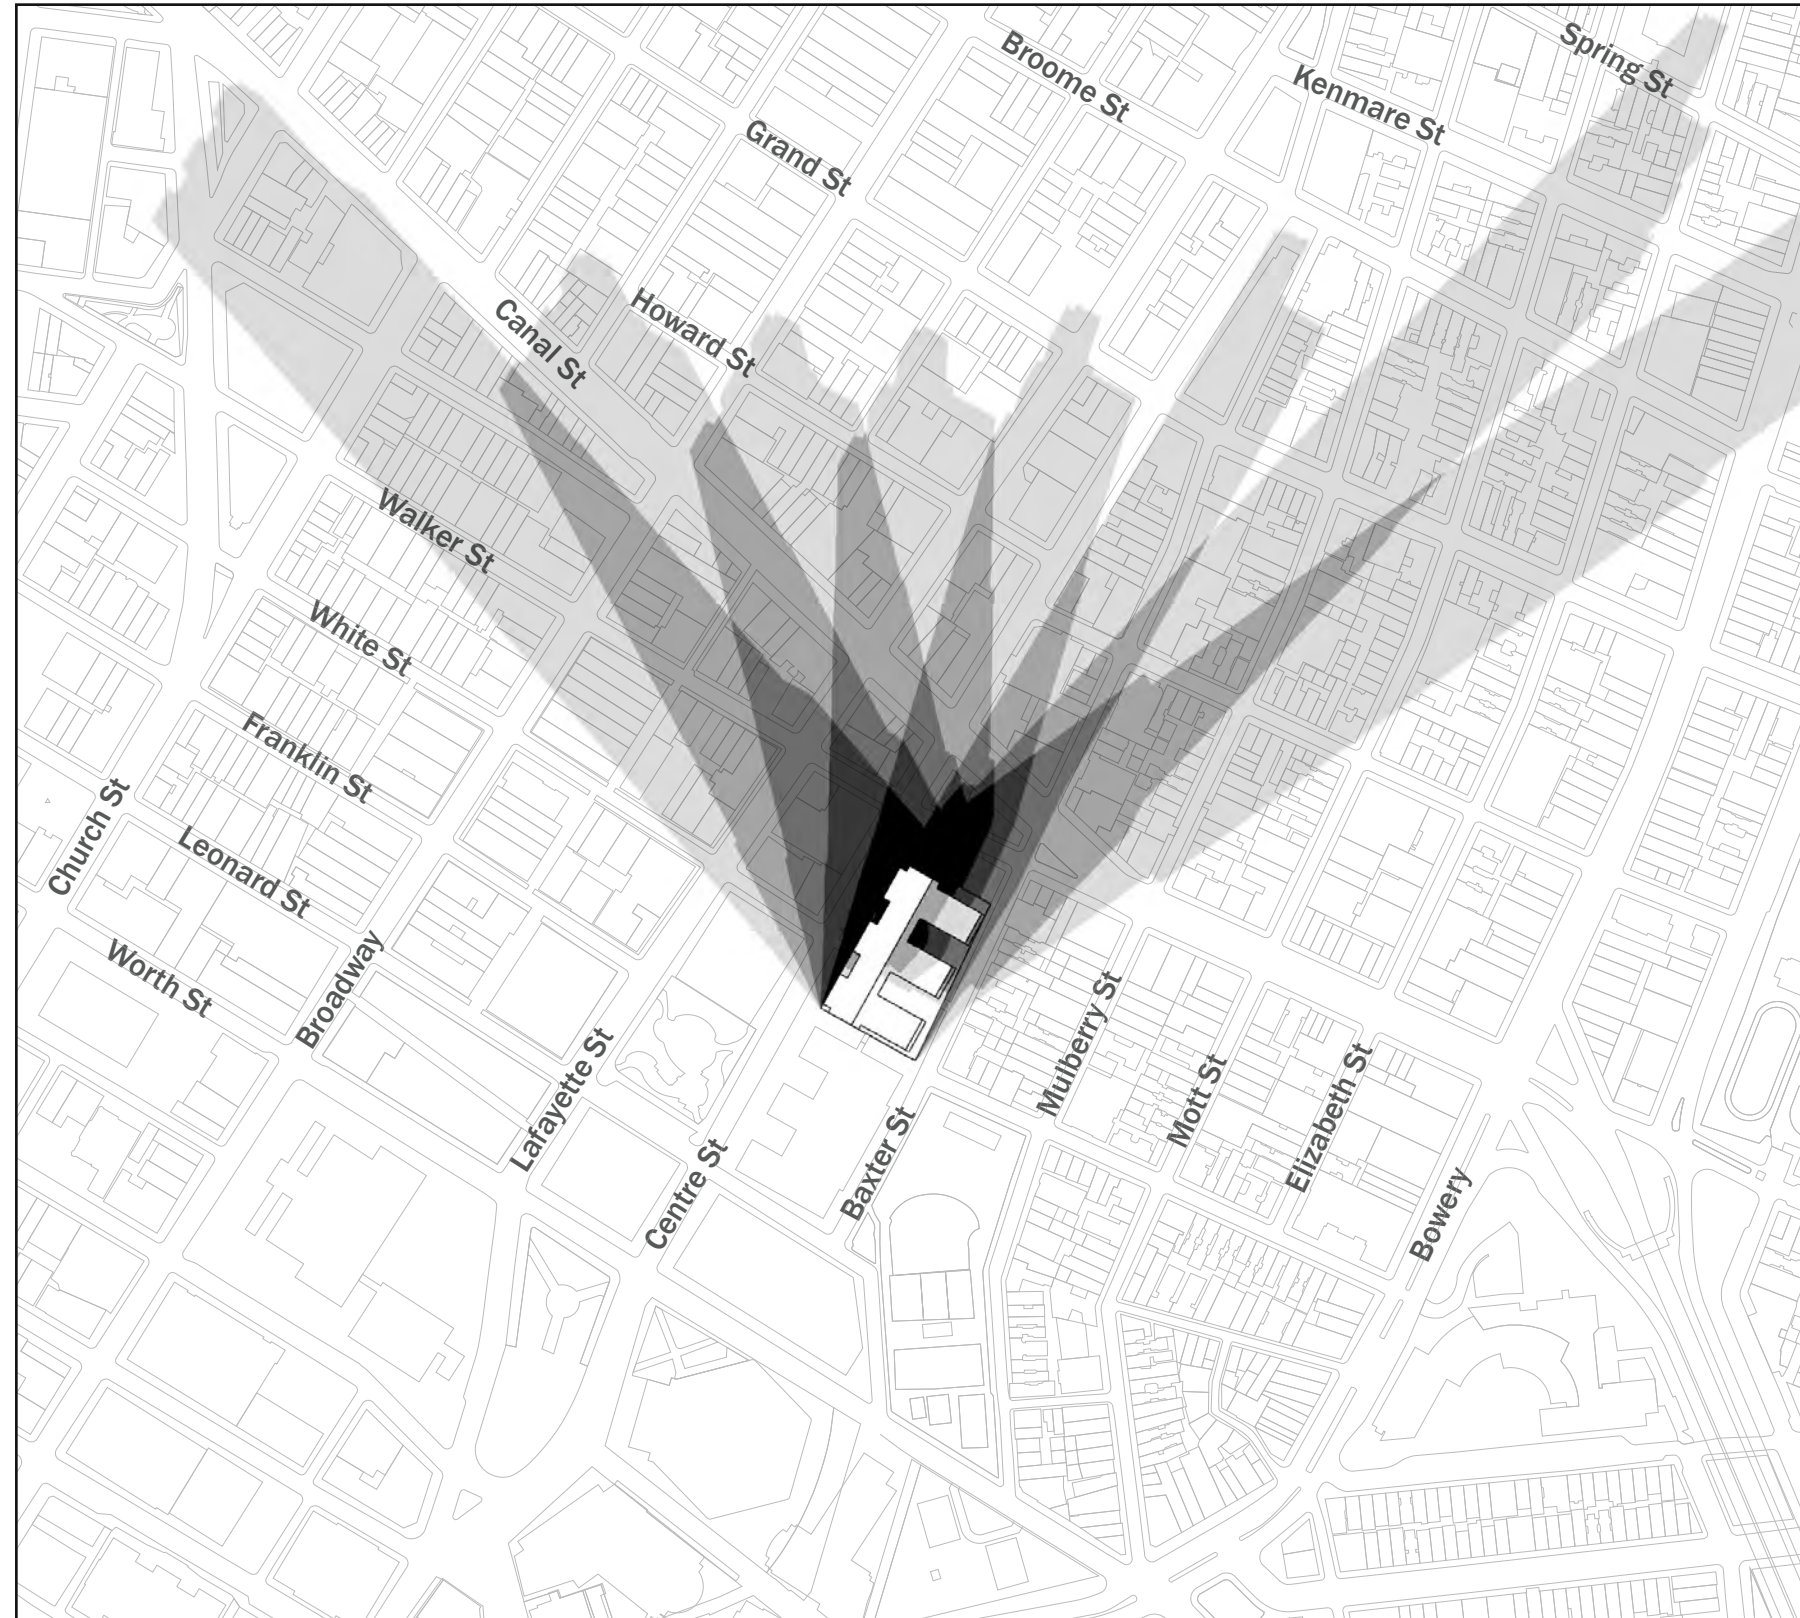 Spring St
Broome St
Kenmare St
Grand St
Howard St
Canal St
Walker St
White St
Franklin St
Church St
Leonard St
Worth St
Broadway
Lafayette St
Centre St
Baxter St
Mulberry St
Mott St
Elizabeth St
Bowery